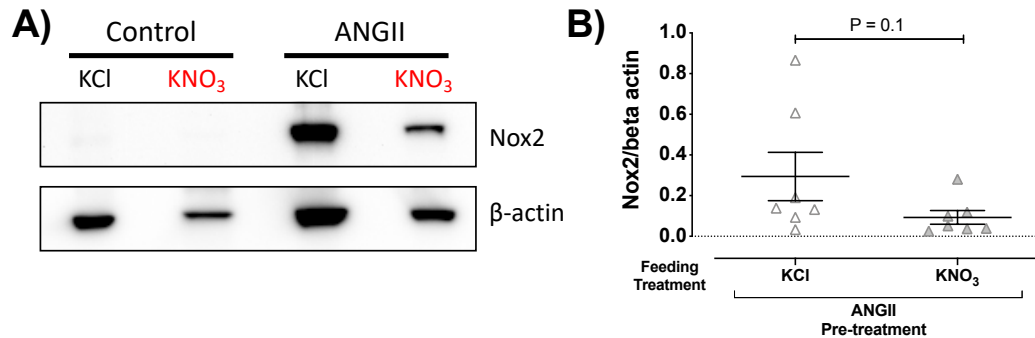 A)
Control ANGII
KCl KNO₃ KCl KNO₃
Nox2
β-actin
B)
P = 0.1
Nox2/beta actin
1.0
0.8
0.6
0.4
0.2
0.0
Feeding
Treatment
KCl KNO₃
ANGII
Pre-treatment